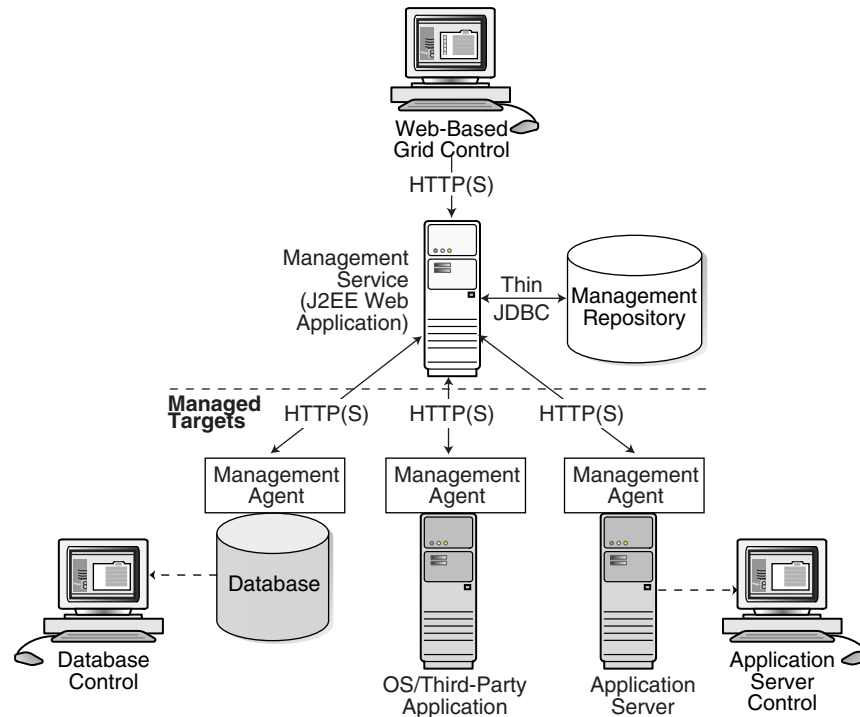 Web-Based
Grid Control
HTTP(S)
Management
Service
(J2EE Web
Application)
Thin
JDBC
Management
Repository
Managed
Targets
HTTP(S)
HTTP(S)
HTTP(S)
Management
Agent
Management
Agent
Management
Agent
Database
Database
Control
OS/Third-Party
Application
Application
Server
Application
Server
Control